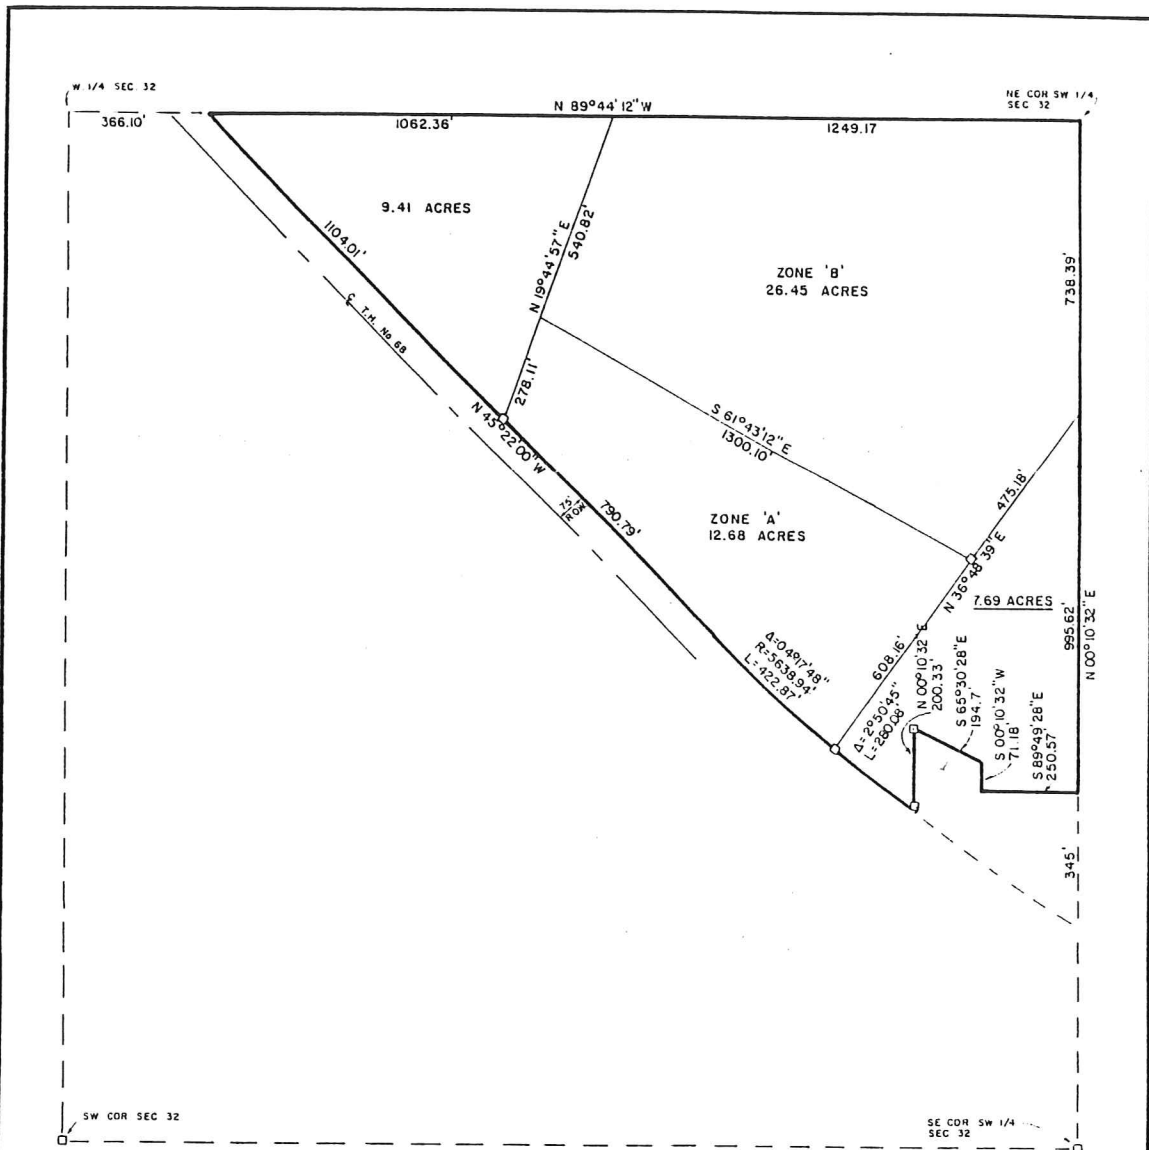 W 1/4 SEC. 32
NE COR SW 1/4
SEC 32
N 89°44'12" W
366.10'
1062.36'
1249.17
9.41 ACRES
1104.01'
N 19°44'57" E
540.82'
ZONE 'B'
26.45 ACRES
738.39'
℄ T.H. No 68
278.11'
N 45°22'00" W
S 61°43'12" E
1300.10'
75'
ROW
790.79'
ZONE 'A'
12.68 ACRES
475.18'
N 36°48'39" E
7.69 ACRES
995.62'
N 00°10'32" E
Δ=04°17'48"
R=5638.94'
L=422.87'
608.16'
Δ=2°50'45"
L=280.08'
N 00°10'32" E
200.33'
S 65°30'28" E
194.7'
S 00°10'32" W
71.18'
S 89°49'28" E
250.57'
345'
SW COR SEC 32
SE COR SW 1/4
SEC 32